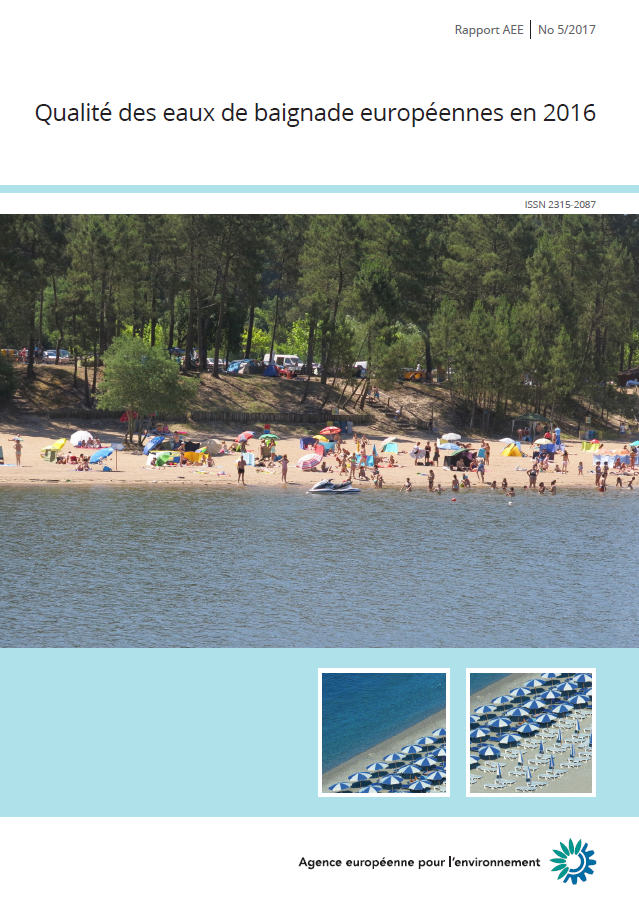 Rapport AEE | No 5/2017
Qualité des eaux de baignade européennes en 2016
ISSN 2315-2087
Agence européenne pour l'environnement